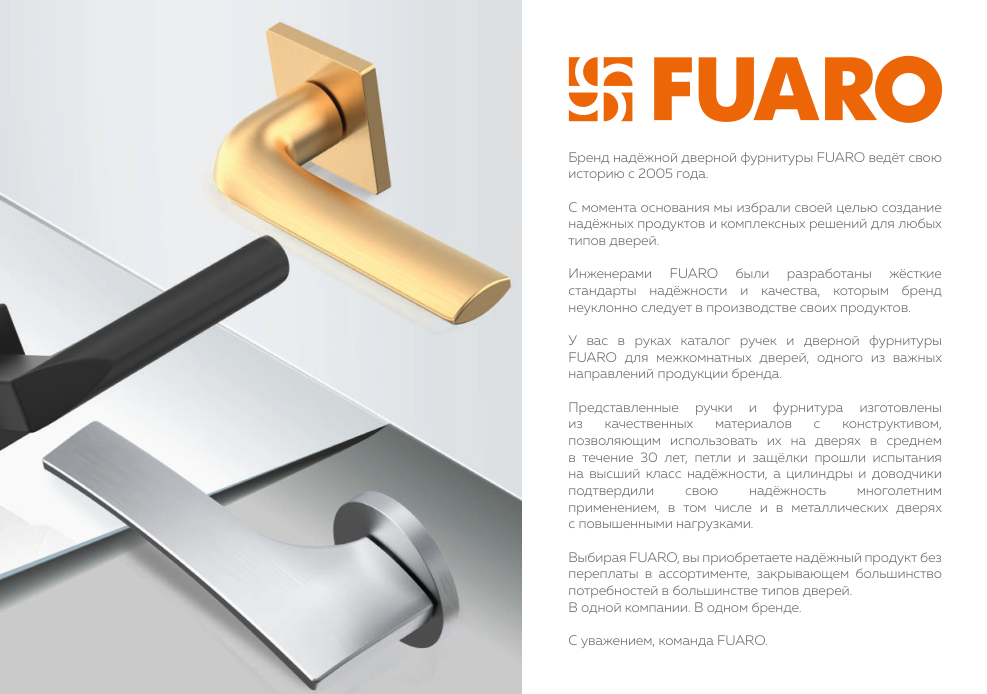 FUARO
Бренд надёжной дверной фурнитуры FUARO ведёт свою
историю с 2005 года.
С момента основания мы избрали своей целью создание
надёжных продуктов и комплексных решений для любых
типов дверей.
Инженерами FUARO были разработаны жёсткие
стандарты надёжности и качества, которым бренд
неуклонно следует в производстве своих продуктов.
У вас в руках каталог ручек и дверной фурнитуры
FUARO для межкомнатных дверей, одного из важных
направлений продукции бренда.
Представленные ручки и фурнитура изготовлены
из качественных материалов с конструктивом,
позволяющим использовать их на дверях в среднем
в течение 30 лет, петли и защёлки прошли испытания
на высший класс надёжности, а цилиндры и доводчики
подтвердили свою надёжность многолетним
применением, в том числе и в металлических дверях
с повышенными нагрузками.
Выбирая FUARO, вы приобретаете надёжный продукт без
переплаты в ассортименте, закрывающем большинство
потребностей в большинстве типов дверей.
В одной компании. В одном бренде.
С уважением, команда FUARO.